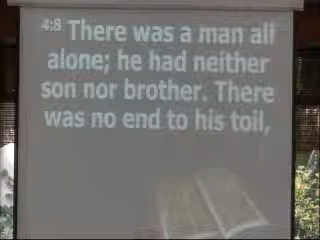 4:8 There was a man all
alone; he had neither
son nor brother. There
was no end to his toil,